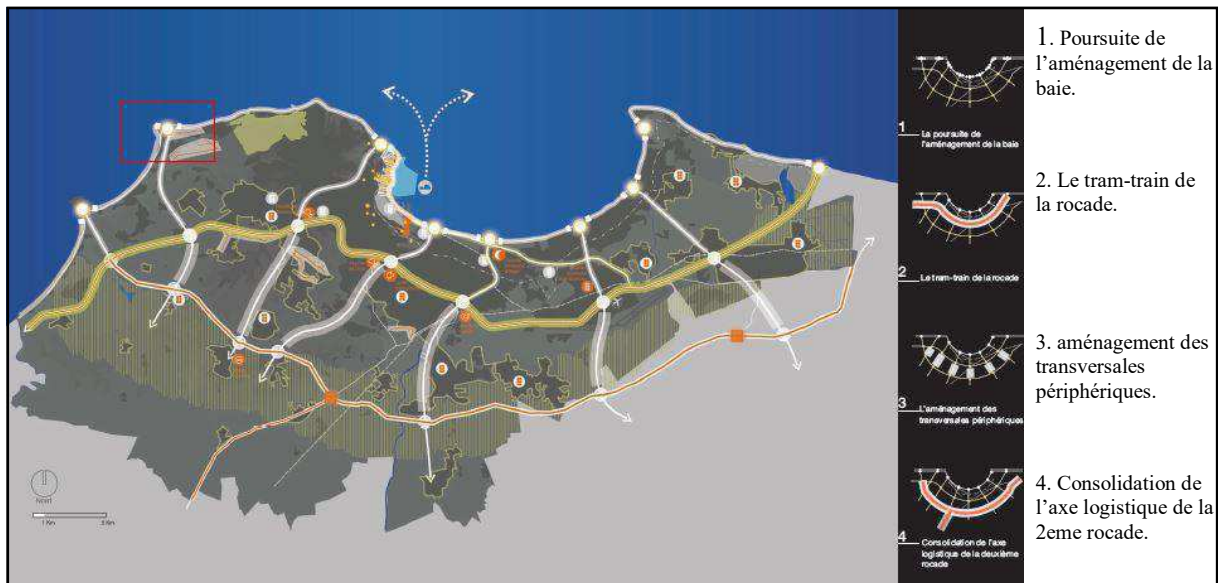 Nord
1 Km
5 Km
1
La poursuite de
l'aménagement de la baie
2
Le tram-train de la rocade
3
L'aménagement des
transversales périphériques
4
Consolidation de l'axe
logistique de la deuxième
rocade
1. Poursuite de
l'aménagement de la
baie.
2. Le tram-train de
la rocade.
3. aménagement des
transversales
périphériques.
4. Consolidation de
l'axe logistique de la
2eme rocade.